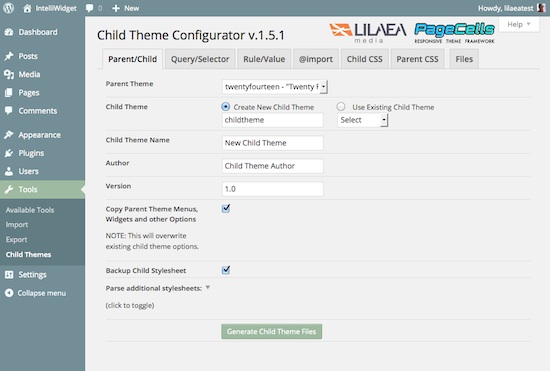 IntelliWidget 0 + New Howdy, lilaeatest
Help
Child Theme Configurator v.1.5.1
LILAEA media
PageCells
RESPONSIVE THEME FRAMEWORK
Dashboard
Posts
Media
Pages
Comments
Appearance
Plugins
Users
Tools
Available Tools
Import
Export
Child Themes
Settings
Collapse menu
Parent/Child Query/Selector Rule/Value @import Child CSS Parent CSS Files
Parent Theme twentyfourteen - "Twenty F
Child Theme Create New Child Theme Use Existing Child Theme
childtheme Select
Child Theme Name New Child Theme
Author Child Theme Author
Version 1.0
Copy Parent Theme Menus,
Widgets and other Options
NOTE: This will overwrite
existing child theme options.
Backup Child Stylesheet
Parse additional stylesheets:
(click to toggle)
Generate Child Theme Files